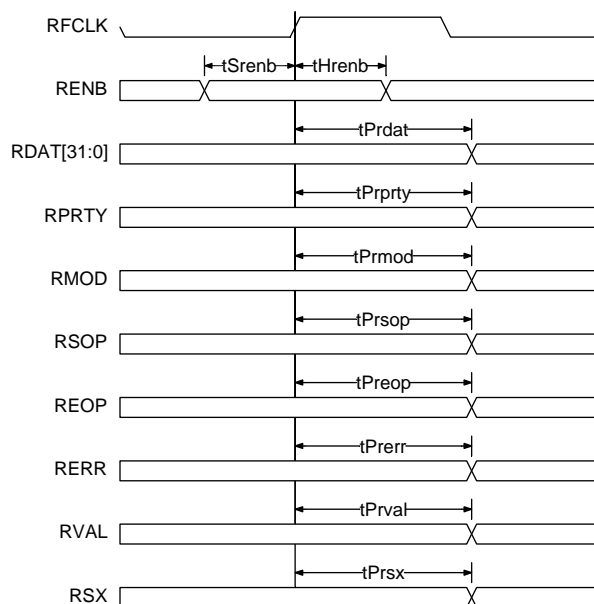 RFCLK
tSrenb tHrenb
RENB
tPrdat
RDAT[31:0]
tPrprty
RPRTY
tPrmod
RMOD
tPrsop
RSOP
tPreop
REOP
tPrerr
RERR
tPrval
RVAL
tPrsx
RSX